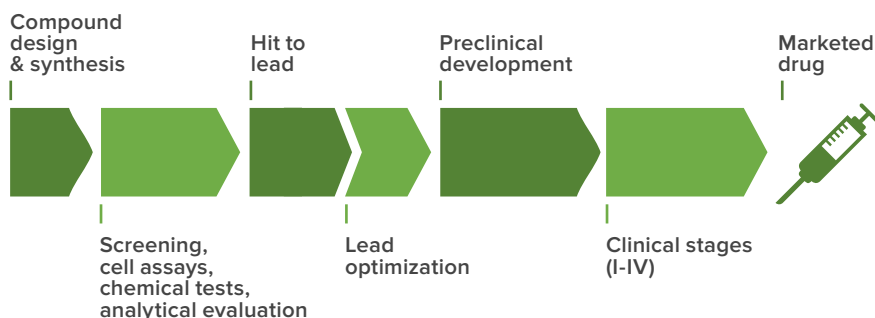 Compound
design
& synthesis
Hit to
lead
Preclinical
development
Marketed
drug
Screening,
cell assays,
chemical tests,
analytical evaluation
Lead
optimization
Clinical stages
(I-IV)